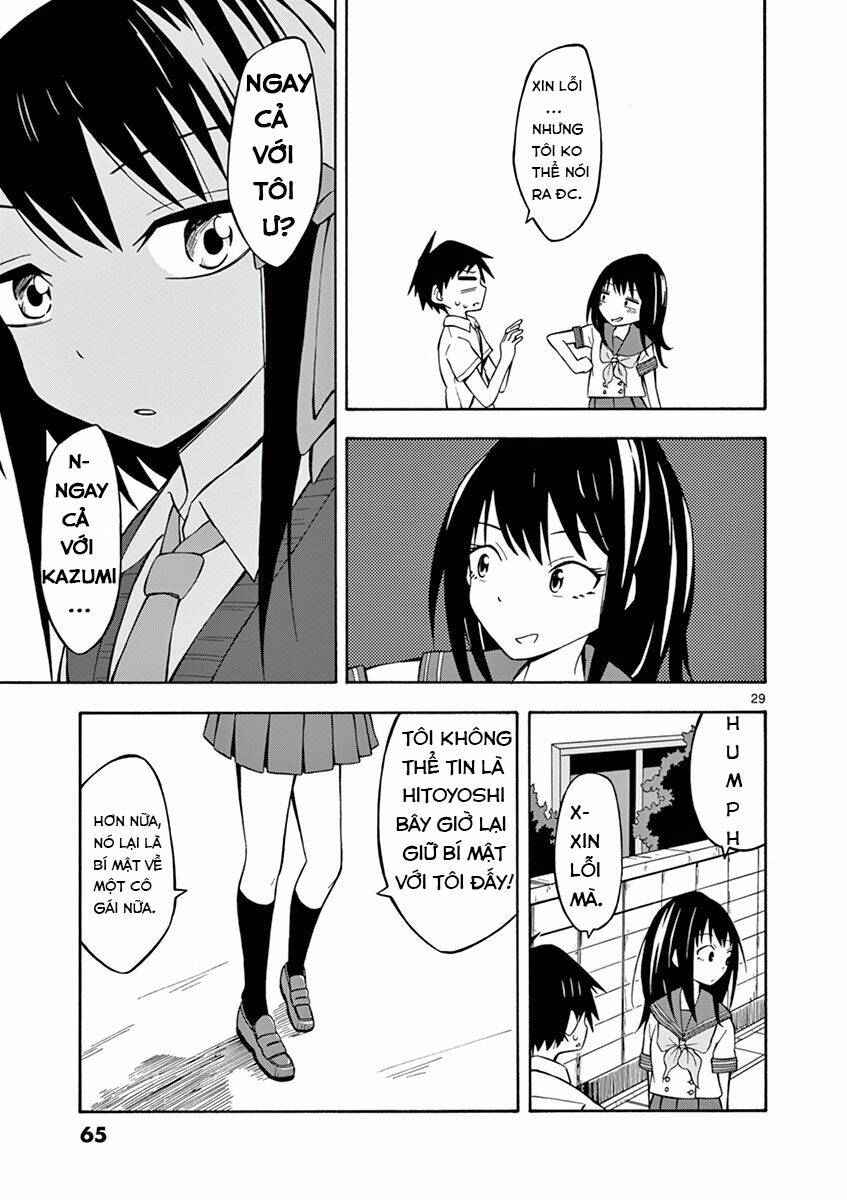 XIN LỖI
...
NHƯNG
TÔI KO
THỂ NÓI
RA ĐC.
NGAY
CẢ
VỚI
TÔI
Ư?
N-
NGAY
CẢ
VỚI
KAZUMI
...
29
HUMPH
X-
XIN
LỖI
MÀ.
TÔI KHÔNG
THỂ TIN LÀ
HITOYOSHI
BÂY GIỜ LẠI
GIỮ BÍ MẬT
VỚI TÔI ĐẤY!
HƠN NỮA,
NÓ LẠI LÀ
BÍ MẬT VỀ
MỘT CÔ
GÁI NỮA.
65